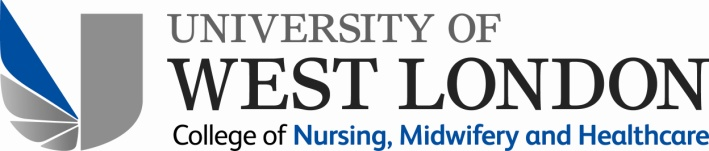 UNIVERSITY OF
WEST LONDON
College of Nursing, Midwifery and Healthcare